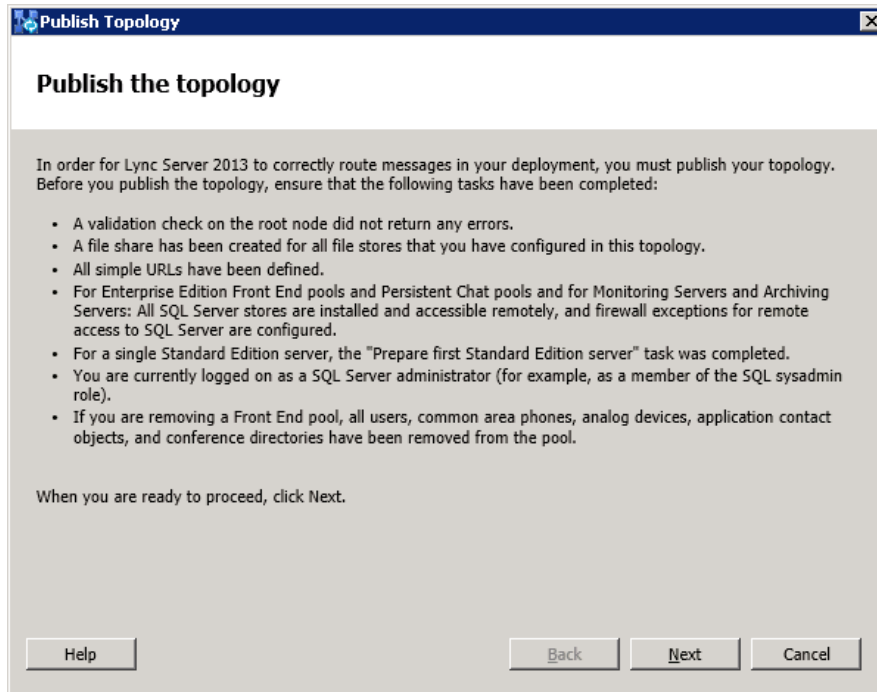 Publish Topology
Publish the topology
In order for Lync Server 2013 to correctly route messages in your deployment, you must publish your topology.
Before you publish the topology, ensure that the following tasks have been completed:
• A validation check on the root node did not return any errors.
• A file share has been created for all file stores that you have configured in this topology.
• All simple URLs have been defined.
• For Enterprise Edition Front End pools and Persistent Chat pools and for Monitoring Servers and Archiving
Servers: All SQL Server stores are installed and accessible remotely, and firewall exceptions for remote
access to SQL Server are configured.
• For a single Standard Edition server, the "Prepare first Standard Edition server" task was completed.
• You are currently logged on as a SQL Server administrator (for example, as a member of the SQL sysadmin
role).
• If you are removing a Front End pool, all users, common area phones, analog devices, application contact
objects, and conference directories have been removed from the pool.
When you are ready to proceed, click Next.
Help Back Next Cancel